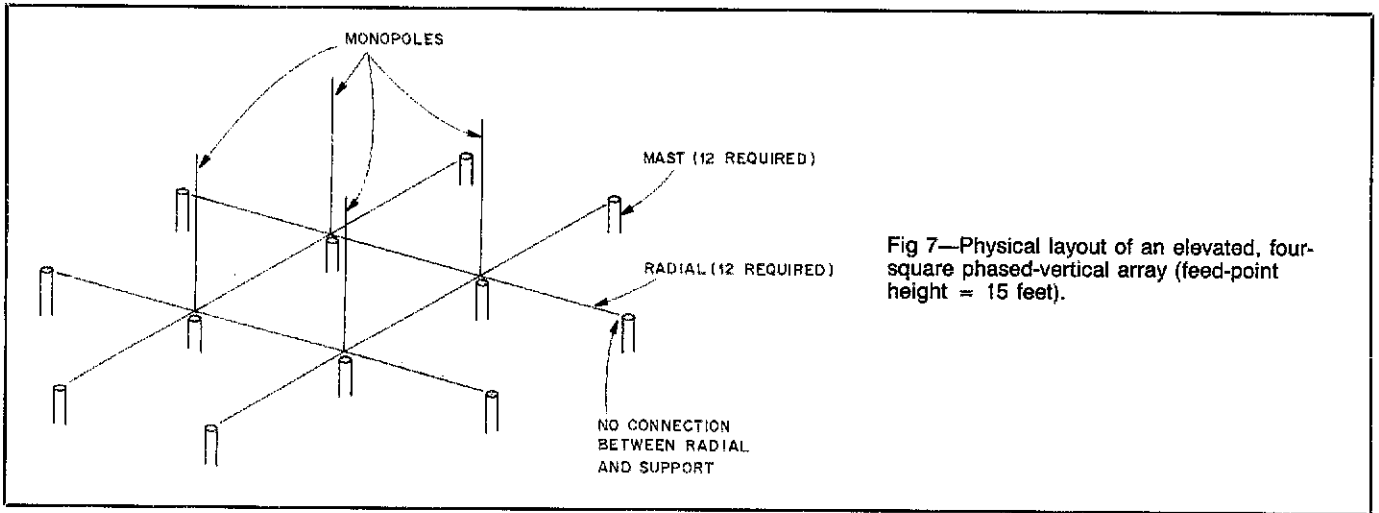 MONOPOLES
MAST (12 REQUIRED)
RADIAL (12 REQUIRED)
NO CONNECTION
BETWEEN RADIAL
AND SUPPORT
Fig 7—Physical layout of an elevated, four-
square phased-vertical array (feed-point
height = 15 feet).